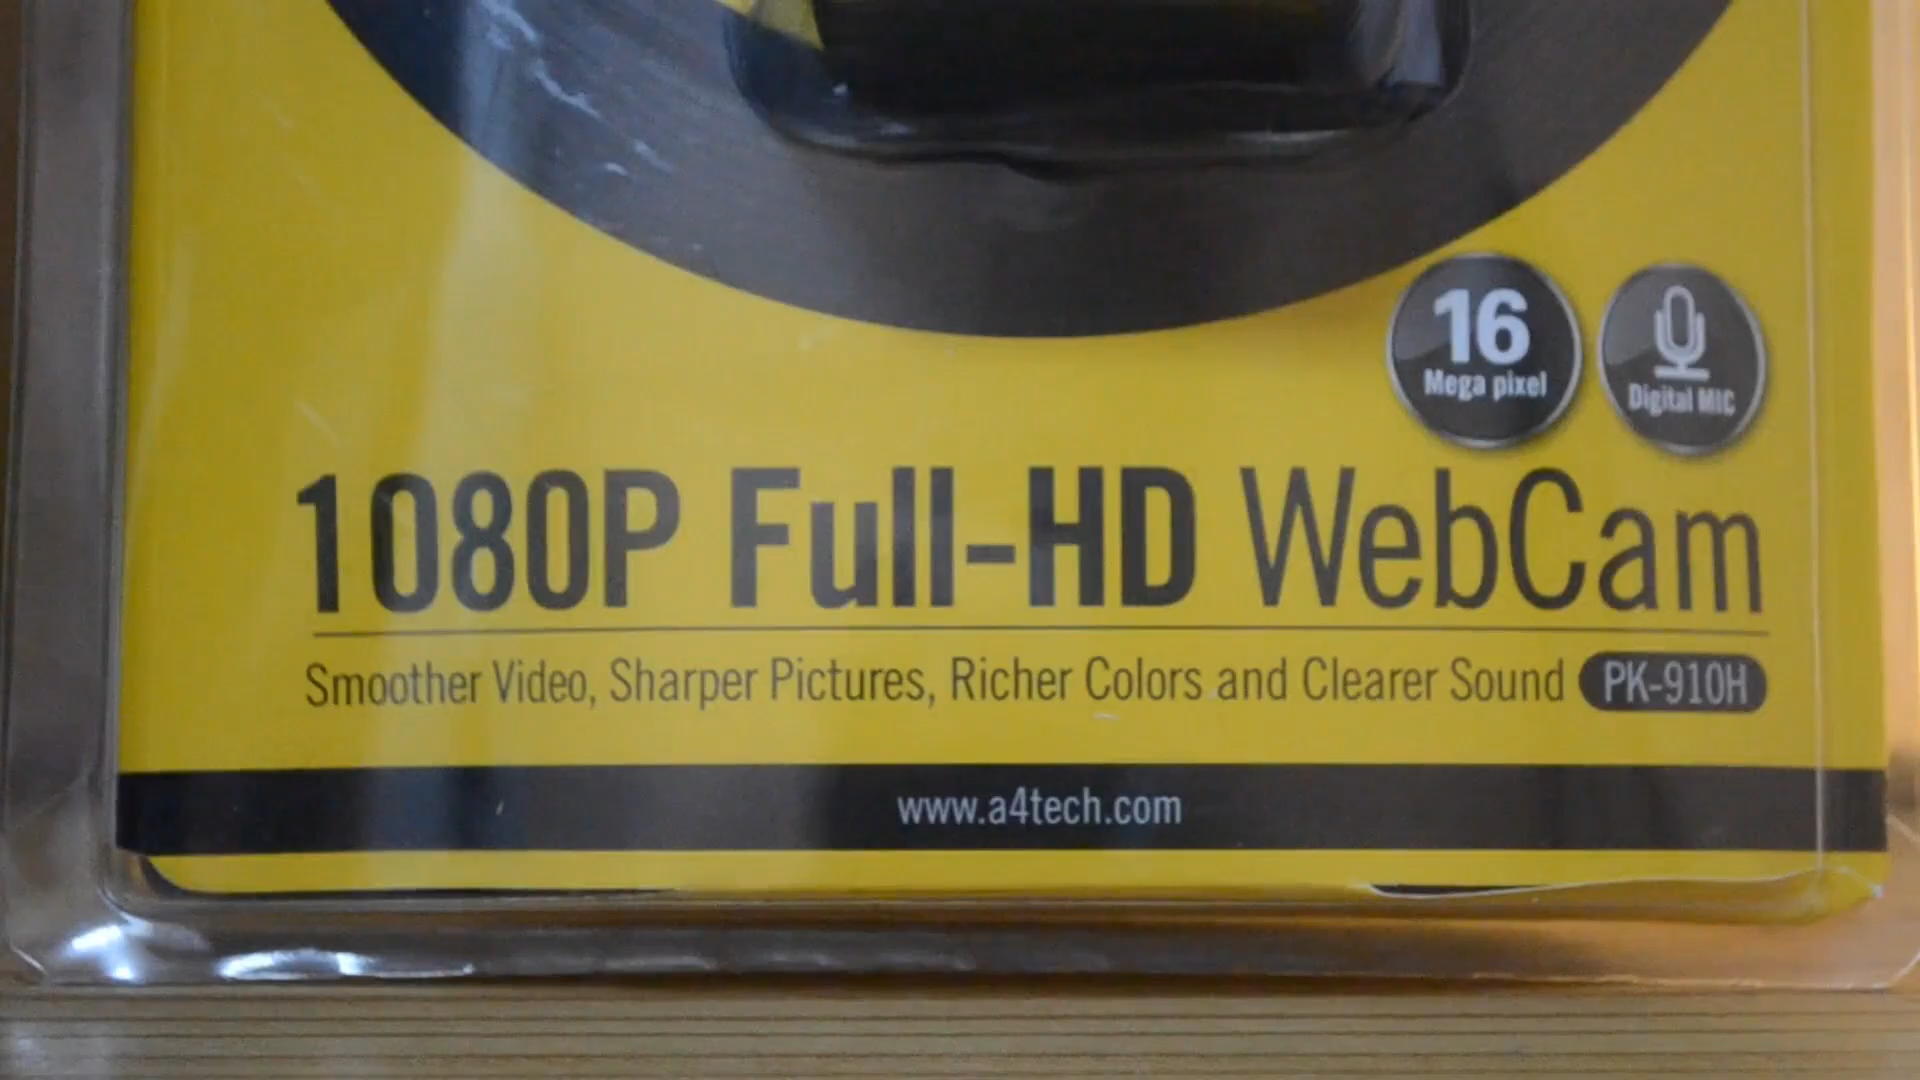 16
Mega pixel
Digital MIC
1080P Full-HD WebCam
Smoother Video, Sharper Pictures, Richer Colors and Clearer Sound PK-910H
www.a4tech.com